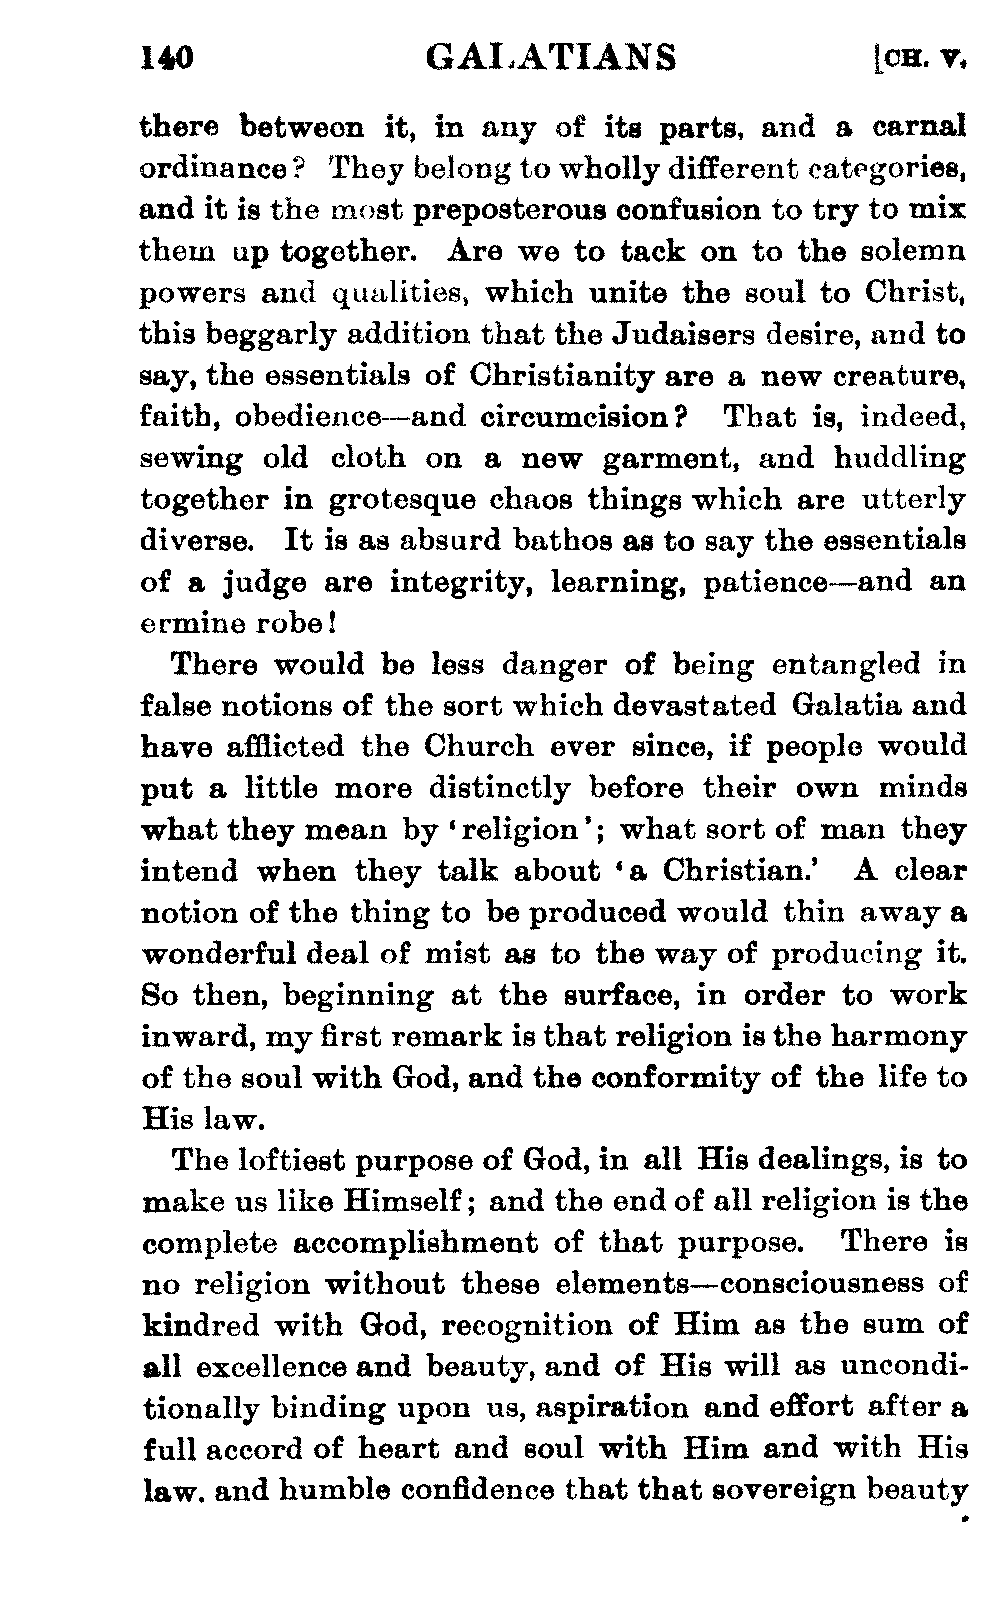 140 GALATIANS [CH. V.
there between it, in any of its parts, and a carnal
ordinance? They belong to wholly different categories,
and it is the most preposterous confusion to try to mix
them up together. Are we to tack on to the solemn
powers and qualities, which unite the soul to Christ,
this beggarly addition that the Judaisers desire, and to
say, the essentials of Christianity are a new creature,
faith, obedience—and circumcision? That is, indeed,
sewing old cloth on a new garment, and huddling
together in grotesque chaos things which are utterly
diverse. It is as absurd bathos as to say the essentials
of a judge are integrity, learning, patience—and an
ermine robe!
There would be less danger of being entangled in
false notions of the sort which devastated Galatia and
have afflicted the Church ever since, if people would
put a little more distinctly before their own minds
what they mean by 'religion'; what sort of man they
intend when they talk about 'a Christian.' A clear
notion of the thing to be produced would thin away a
wonderful deal of mist as to the way of producing it.
So then, beginning at the surface, in order to work
inward, my first remark is that religion is the harmony
of the soul with God, and the conformity of the life to
His law.
The loftiest purpose of God, in all His dealings, is to
make us like Himself; and the end of all religion is the
complete accomplishment of that purpose. There is
no religion without these elements—consciousness of
kindred with God, recognition of Him as the sum of
all excellence and beauty, and of His will as uncondi-
tionally binding upon us, aspiration and effort after a
full accord of heart and soul with Him and with His
law, and humble confidence that that sovereign beauty